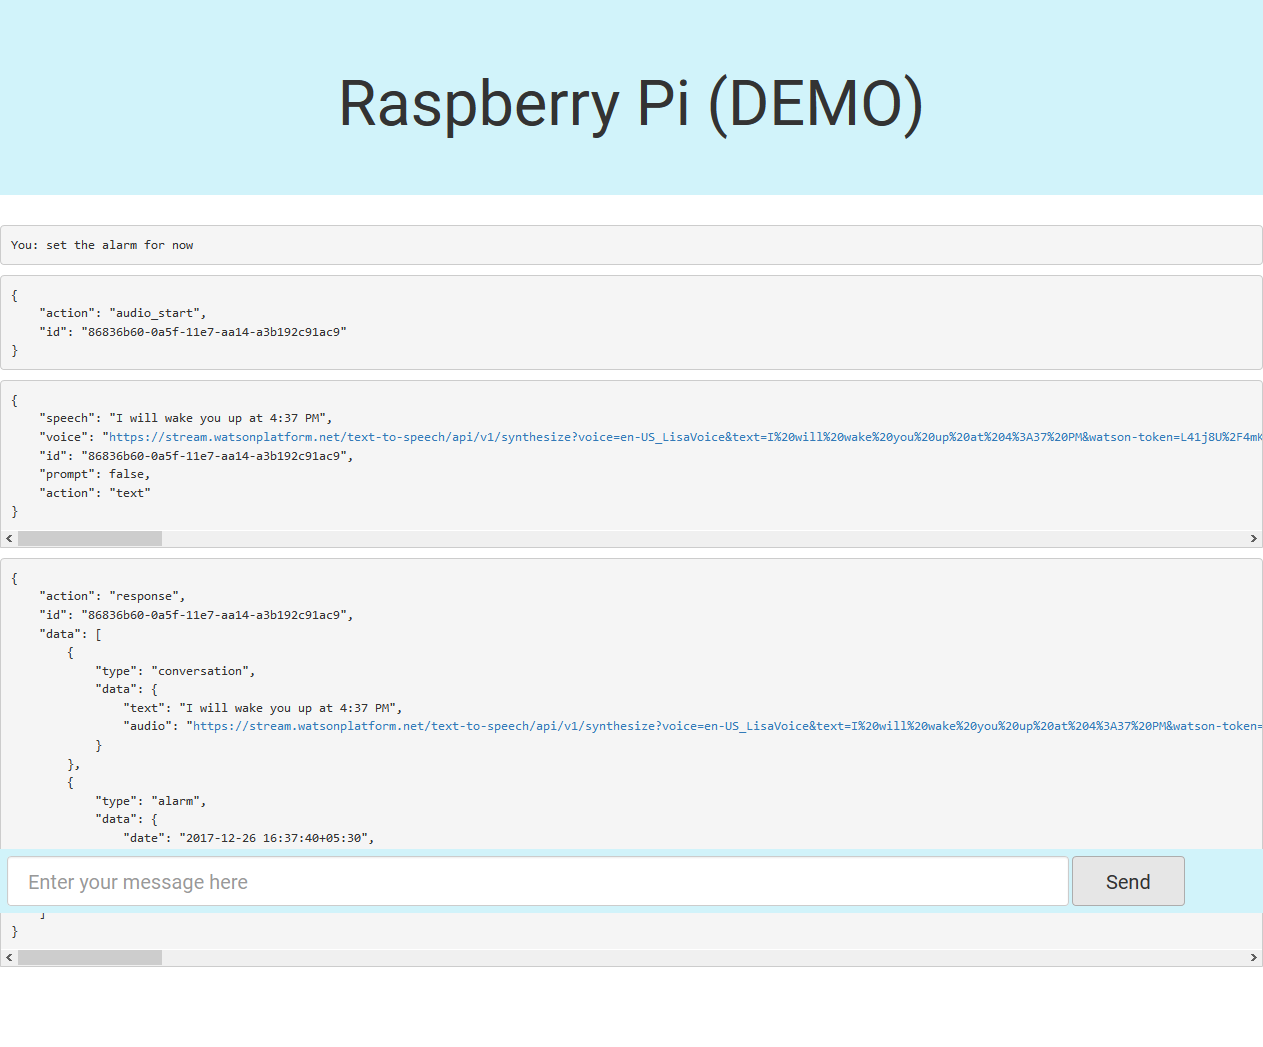 Raspberry Pi (DEMO)
You: set the alarm for now
{
    "action": "audio_start",
    "id": "86836b60-0a5f-11e7-aa14-a3b192c91ac9"
}
{
    "speech": "I will wake you up at 4:37 PM",
    "voice": "https://stream.watsonplatform.net/text-to-speech/api/v1/synthesize?voice=en-US_LisaVoice&text=I%20will%20wake%20you%20up%20at%204%3A37%20PM&watson-token=L41j8U%2F4mK
    "id": "86836b60-0a5f-11e7-aa14-a3b192c91ac9",
    "prompt": false,
    "action": "text"
}
{
    "action": "response",
    "id": "86836b60-0a5f-11e7-aa14-a3b192c91ac9",
    "data": [
        {
            "type": "conversation",
            "data": {
                "text": "I will wake you up at 4:37 PM",
                "audio": "https://stream.watsonplatform.net/text-to-speech/api/v1/synthesize?voice=en-US_LisaVoice&text=I%20will%20wake%20you%20up%20at%204%3A37%20PM&watson-token=
            }
        },
        {
            "type": "alarm",
            "data": {
                "date": "2017-12-26 16:37:40+05:30",
Enter your message here Send
    ]
}